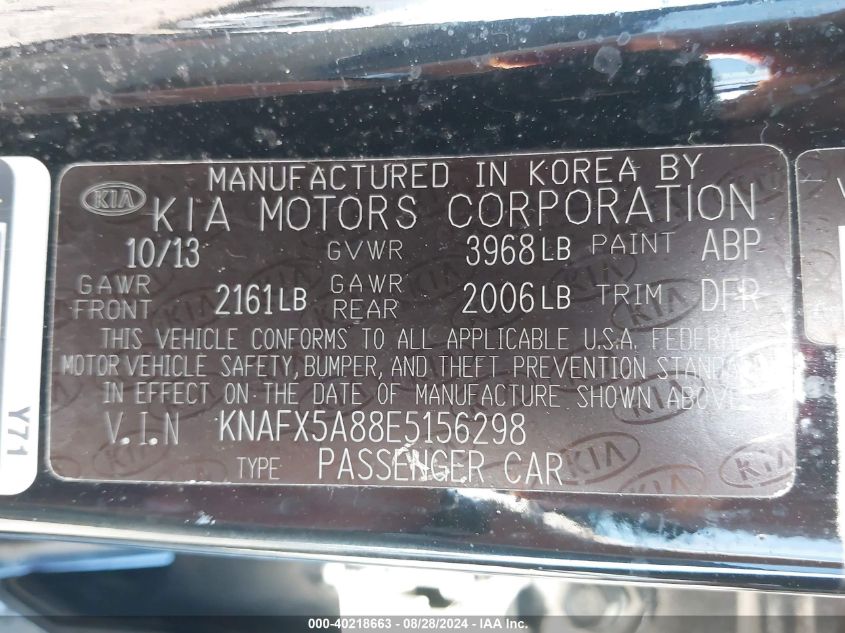 MANUFACTURED IN KOREA BY
KIA KIA MOTORS CORPORATION
10/13 GVWR 3968LB PAINT ABP
GAWR FRONT 2161LB GAWR REAR 2006LB TRIM DFR
THIS VEHICLE CONFORMS TO ALL APPLICABLE U.S.A. FEDERAL
MOTOR VEHICLE SAFETY, BUMPER, AND THEFT PREVENTION
IN EFFECT ON THE DATE OF MANUFACTURE SHOWN ABOVE
V.I.N KNAFX5A88E5156298
TYPE PASSENGER CAR
Y71
000-40218663 - 08/28/2024 - IAA Inc.